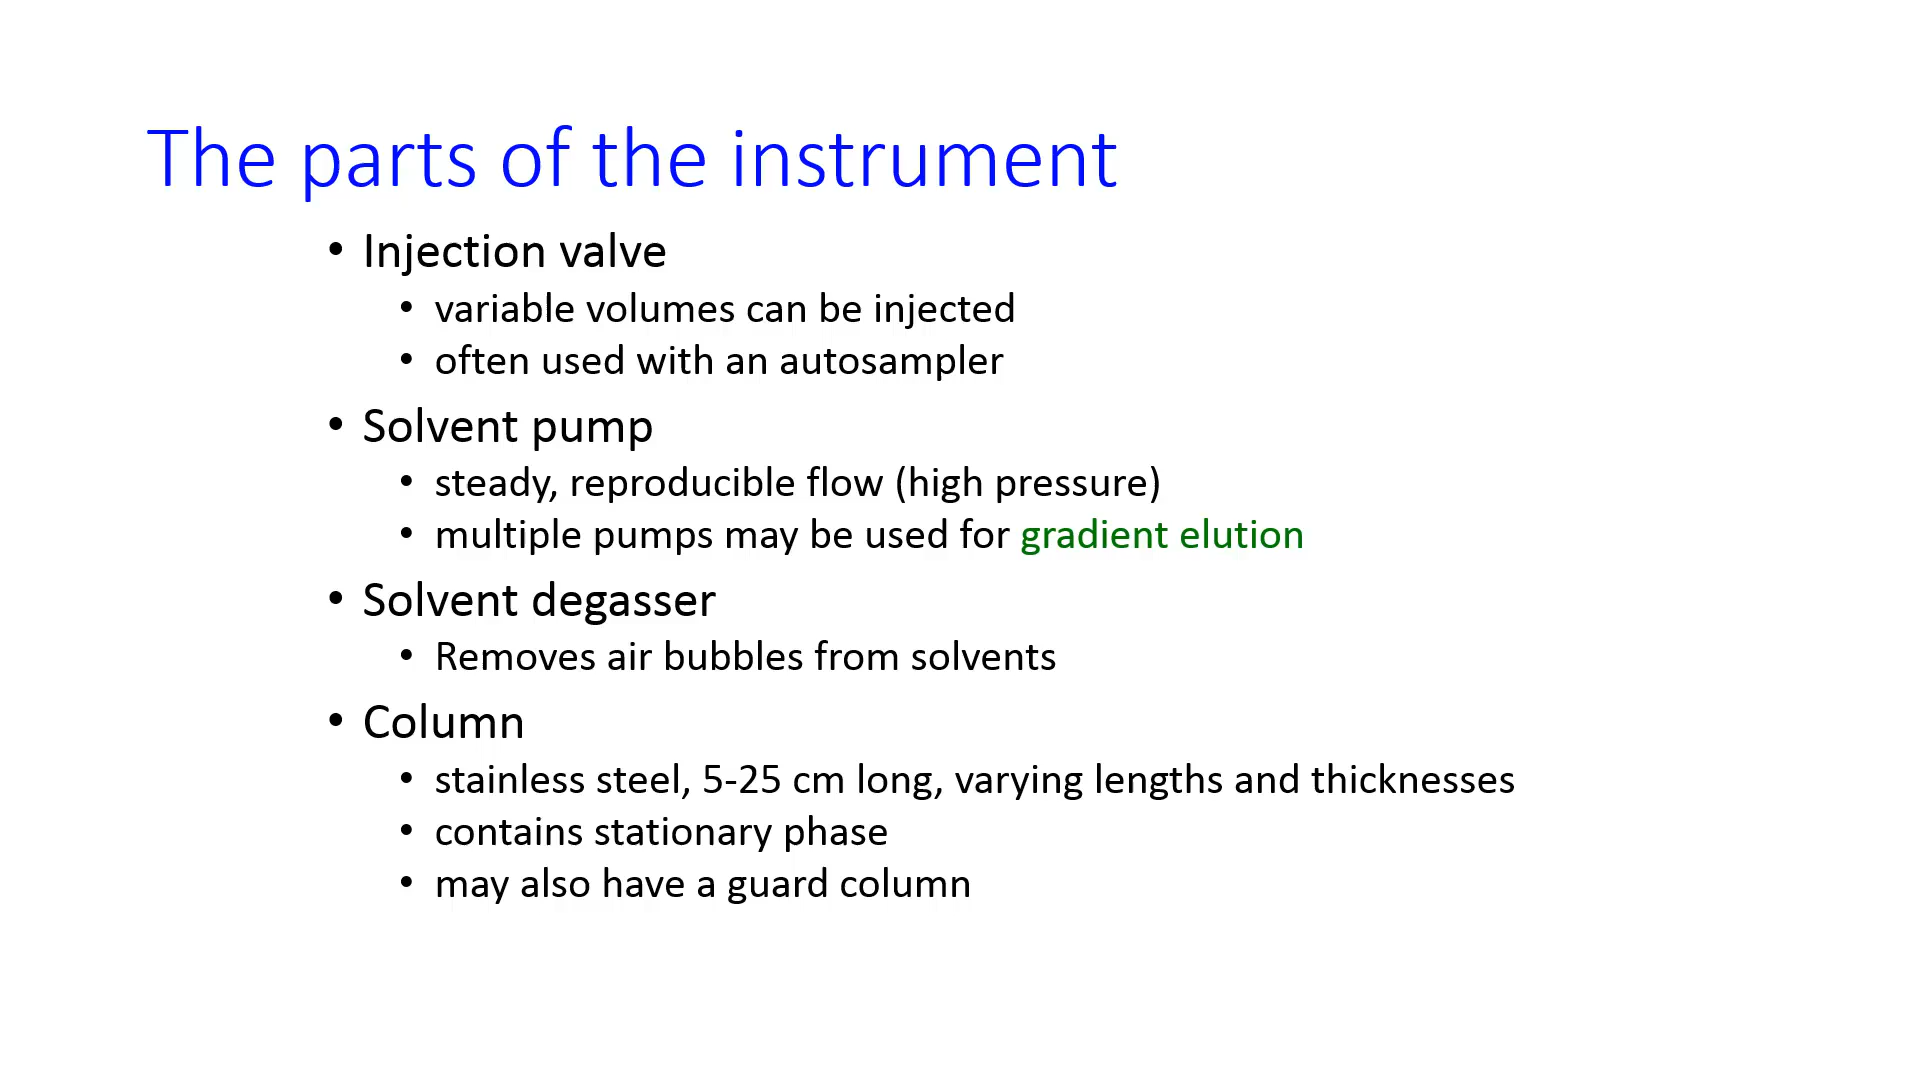 The parts of the instrument
• Injection valve
• variable volumes can be injected
• often used with an autosampler
• Solvent pump
• steady, reproducible flow (high pressure)
• multiple pumps may be used for gradient elution
• Solvent degasser
• Removes air bubbles from solvents
• Column
• stainless steel, 5-25 cm long, varying lengths and thicknesses
• contains stationary phase
• may also have a guard column